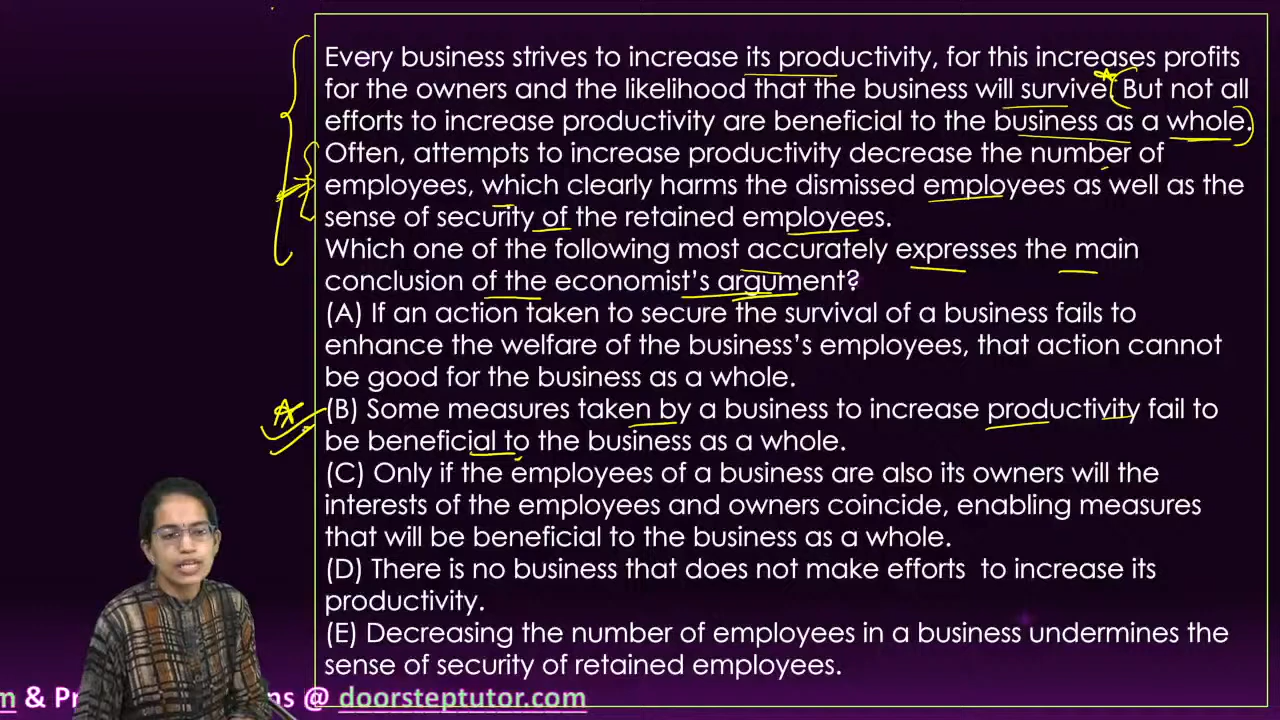 Every business strives to increase its productivity, for this increases profits
for the owners and the likelihood that the business will survive. But not all
efforts to increase productivity are beneficial to the business as a whole.
Often, attempts to increase productivity decrease the number of
employees, which clearly harms the dismissed employees as well as the
sense of security of the retained employees.
Which one of the following most accurately expresses the main
conclusion of the economist's argument?
(A) If an action taken to secure the survival of a business fails to
enhance the welfare of the business's employees, that action cannot
be good for the business as a whole.
(B) Some measures taken by a business to increase productivity fail to
be beneficial to the business as a whole.
(C) Only if the employees of a business are also its owners will the
interests of the employees and owners coincide, enabling measures
that will be beneficial to the business as a whole.
(D) There is no business that does not make efforts to increase its
productivity.
(E) Decreasing the number of employees in a business undermines the
sense of security of retained employees.
& @ doorsteptutor.com